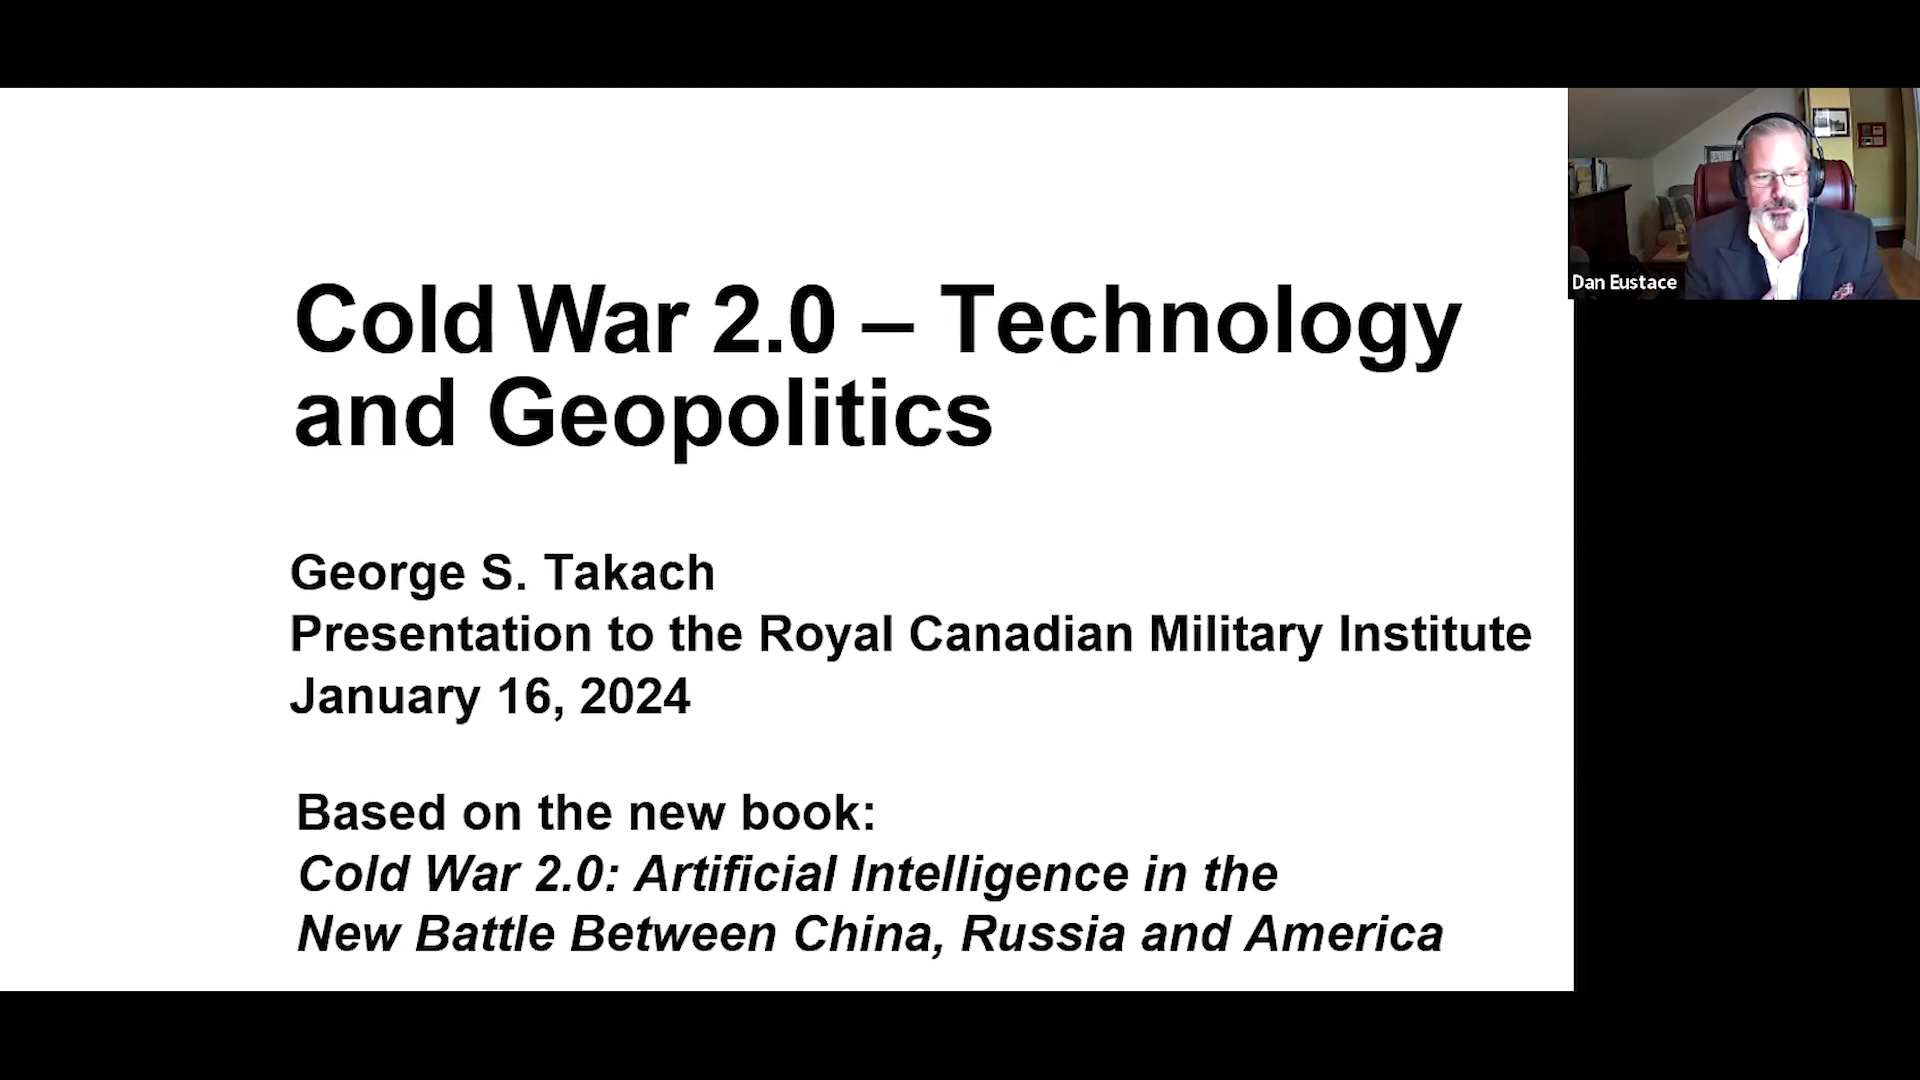 Cold War 2.0 – Technology
and Geopolitics
George S. Takach
Presentation to the Royal Canadian Military Institute
January 16, 2024
Based on the new book:
Cold War 2.0: Artificial Intelligence in the
New Battle Between China, Russia and America
Dan Eustace